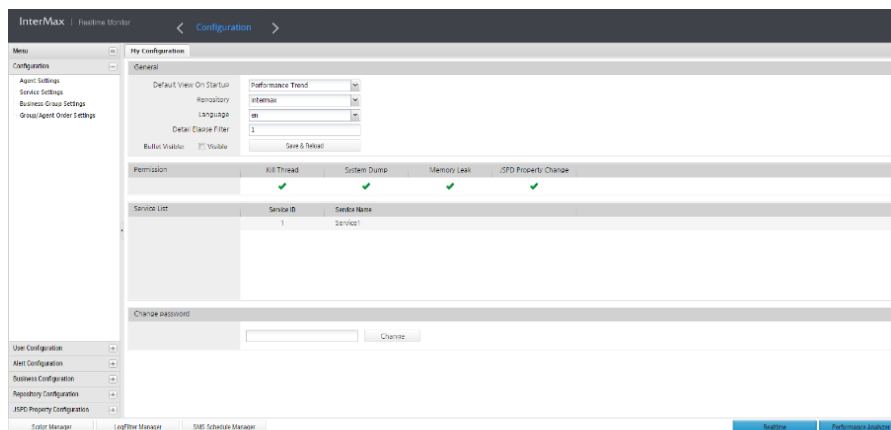 InterMax | Realtime Monitor
Configuration
Menu
Configuration
Agent Settings
Service Settings
Business Group Settings
Group/Agent Order Settings
User Configuration
Alert Configuration
Business Configuration
Repository Configuration
JSPD Property Configuration
My Configuration
General
Default View On Startup Performance Trend
Repository intermax
Language en
Detail Elapse Filter 1
Bullet Visible: Visible Save & Reload
Permission Kill Thread System Dump Memory Leak JSPD Property Change
Service List Service ID Service Name
1 Service1
Change password
Change
Script Manager LogFilter Manager SMS Schedule Manager Realtime Performance Analyzer